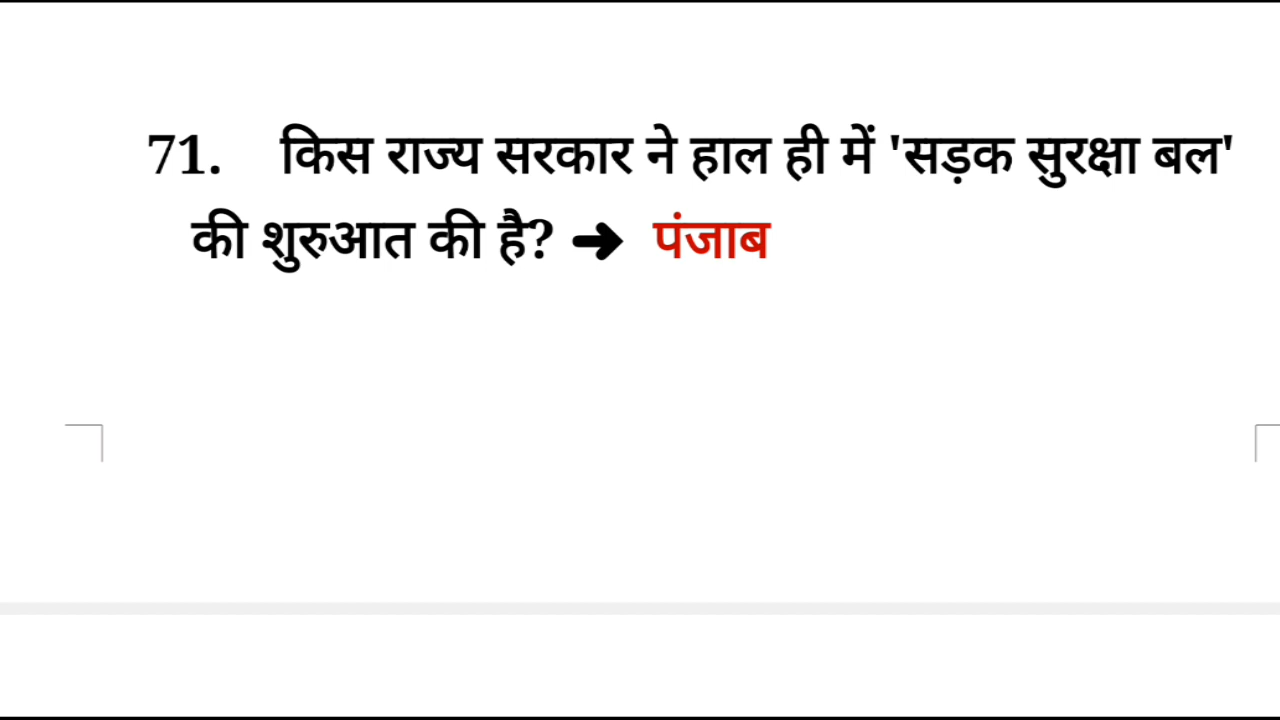 71. किस राज्य सरकार ने हाल ही में 'सड़क सुरक्षा बल'
की शुरुआत की है? ➜ पंजाब